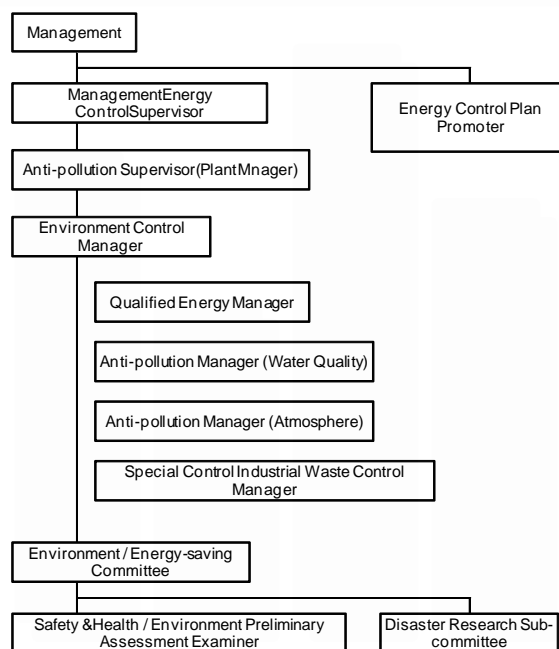 Management
ManagementEnergy
ControlSupervisor
Energy Control Plan
Promoter
Anti-pollution Supervisor(PlantMnager)
Environment Control
Manager
Qualified Energy Manager
Anti-pollution Manager (Water Quality)
Anti-pollution Manager (Atmosphere)
Special Control Industrial Waste Control
Manager
Environment / Energy-saving
Committee
Safety &Health / Environment Preliminary
Assessment Examiner
Disaster Research Sub-
committee